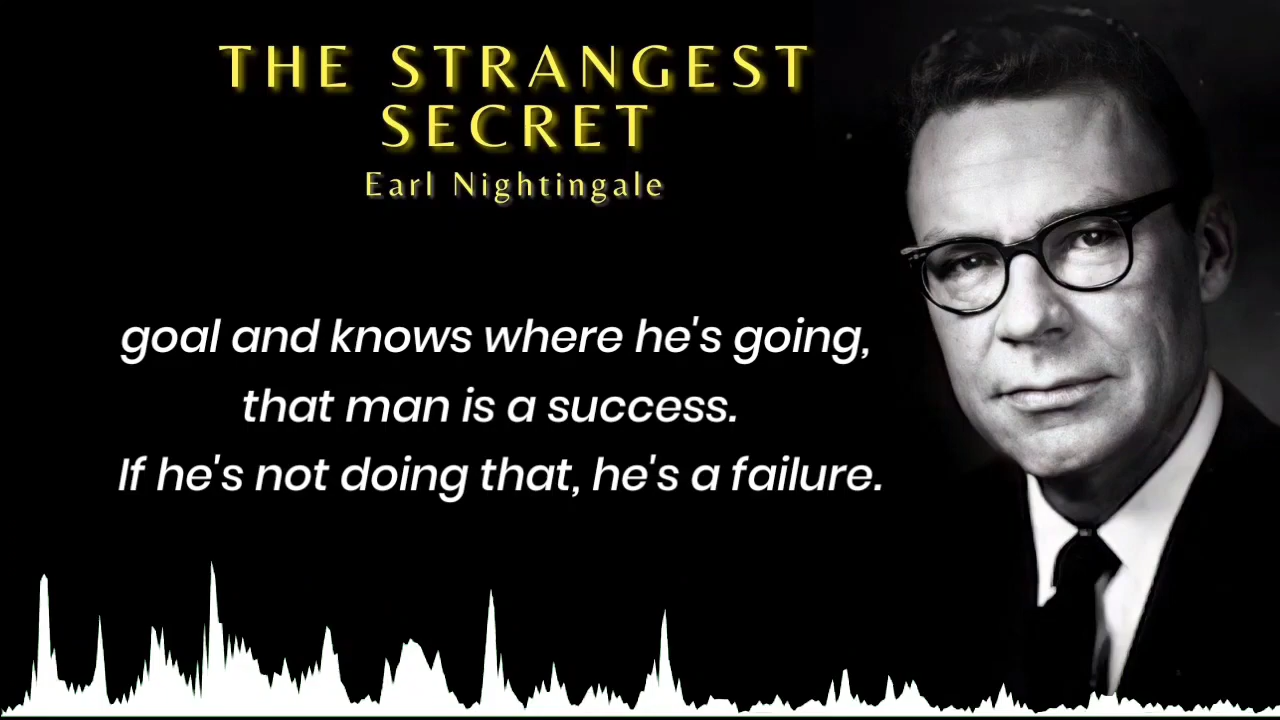 THE STRANGEST
SECRET
Earl Nightingale
goal and knows where he's going,
that man is a success.
If he's not doing that, he's a failure.